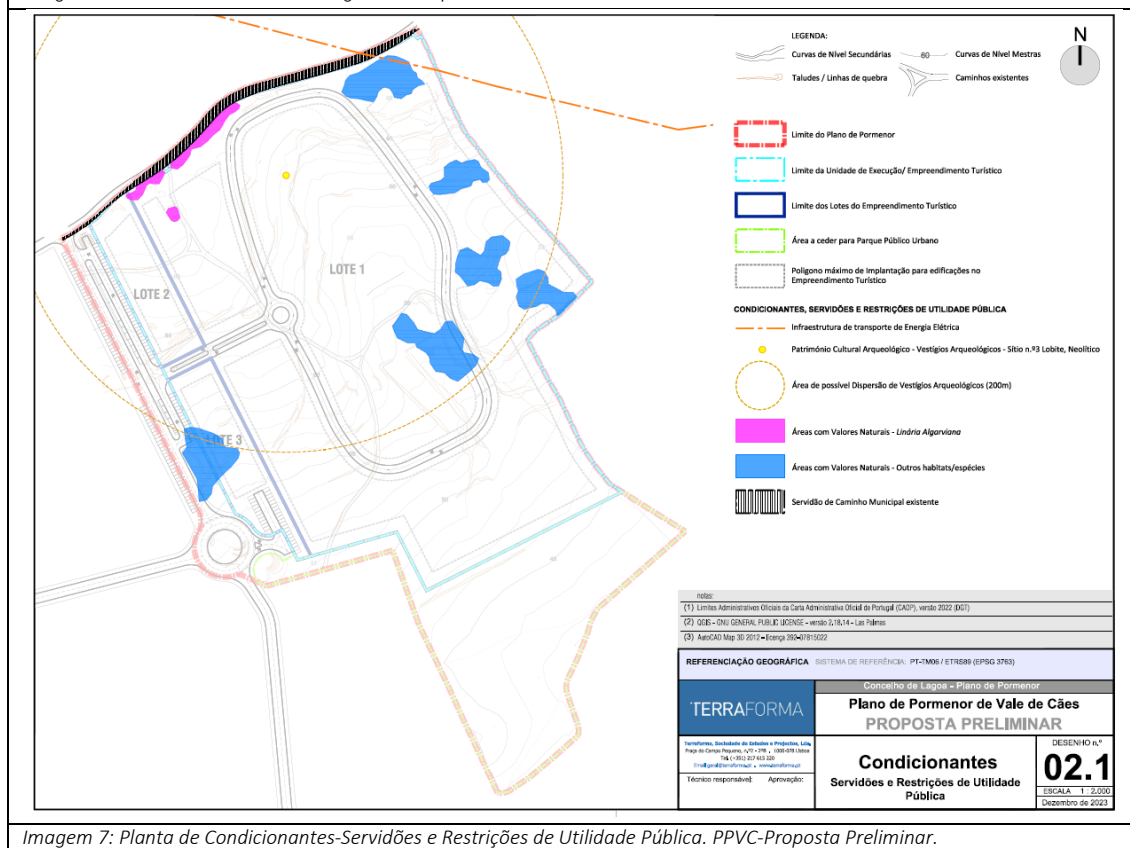 LEGENDA:
Curvas de Nível Secundárias
60
Curvas de Nível Mestras
Taludes / Linhas de quebra
Caminhos existentes
N
Limite do Plano de Pormenor
Limite da Unidade de Execução/ Empreendimento Turístico
Limite dos Lotes do Empreendimento Turístico
Área a ceder para Parque Público Urbano
Polígono máximo de Implantação para edificações no
Empreendimento Turístico
CONDICIONANTES, SERVIDÕES E RESTRIÇÕES DE UTILIDADE PÚBLICA
Infraestrutura de transporte de Energia Elétrica
Património Cultural Arqueológico - Vestígios Arqueológicos - Sítio n.º3 Lobite, Neolítico
Área de possível Dispersão de Vestígios Arqueológicos (200m)
Áreas com Valores Naturais - Linária Algarviana
Áreas com Valores Naturais - Outros habitats/espécies
Servidão de Caminho Municipal existente
LOTE 1
LOTE 2
LOTE 3
notas:
(1) Limites Administrativos Oficiais da Carta Administrativa Oficial de Portugal (CAOP), versão 2022 (DGT)
(2) QGIS - GNU GENERAL PUBLIC LICENSE - versão 2.18.14 - Las Palmas
(3) AutoCAD Map 3D 2012 - licença 392-07815022
REFERENCIAÇÃO GEOGRÁFICA SISTEMA DE REFERÊNCIA: PT-TM06 / ETRS89 (EPSG 3763)
TERRAFORMA
Concelho de Lagoa - Plano de Pormenor
Plano de Pormenor de Vale de Cães
PROPOSTA PRELIMINAR
Terraforma, Sociedade de Estudos e Projectos, Lda.
Técnico responsável: Aprovação:
Condicionantes
Servidões e Restrições de Utilidade
Pública
DESENHO n.º
02.1
ESCALA 1 : 2.000
Dezembro de 2023
Imagem 7: Planta de Condicionantes-Servidões e Restrições de Utilidade Pública. PPVC-Proposta Preliminar.